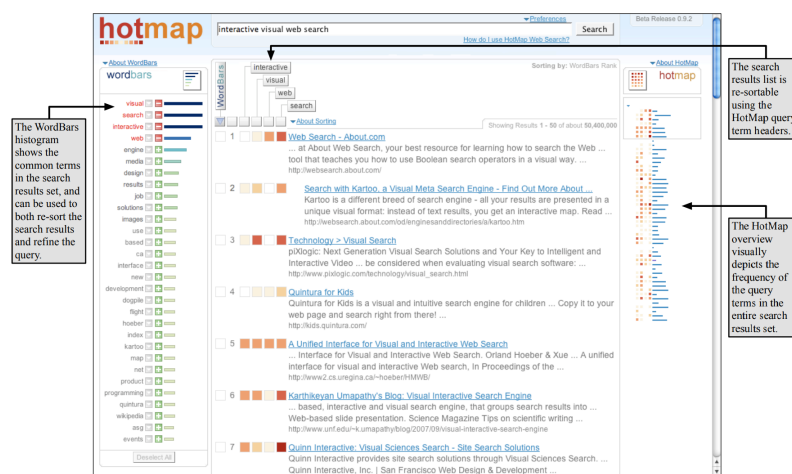 hotmap
interactive visual web search
Preferences
Search
How do I use HotMap Web Search?
Beta Release 0.9.2
About WordBars
wordbars
visual
search
interactive
web
engine
media
design
results
job
solutions
images
use
based
ca
interface
new
development
dogpile
flight
hoeber
index
kartoo
map
net
product
programming
quintura
wikipedia
asg
events
Deselect All
WordBars
interactive
visual
web
search
Sorting by: WordBars Rank
About Sorting
Showing Results 1 - 50 of about 50,400,000
1 Web Search - About.com
... at About Web Search, your best resource for learning how to search the Web ...
tool that teaches you how to use Boolean search operators in a visual way. ...
http://websearch.about.com/
2 Search with Kartoo, a Visual Meta Search Engine - Find Out More About ...
Kartoo is a different breed of search engine - all your results are presented in a
unique visual format: instead of text results, you get an interactive map. Read ...
http://websearch.about.com/od/enginesanddirectories/a/kartoo.htm
3 Technology > Visual Search
piXlogic: Next Generation Visual Search Solutions and Your Key to Intelligent and
Interactive Video ... be considered when evaluating visual search software: ...
http://www.pixlogic.com/technology/visual_search.html
4 Quintura for Kids
Quintura for Kids is a visual and intuitive search engine for children ... Copy it to your
web page and search right from there! ...
http://kids.quintura.com/
5 A Unified Interface for Visual and Interactive Web Search
... Interface for Visual and Interactive Web Search. Orland Hoeber & Xue ... A unified
interface for visual and interactive Web search, In Proceedings of the ...
http://www2.cs.uregina.ca/~hoeber/HMWB/
6 Karthikeyan Umapathy's Blog: Visual Interactive Search Engine
... based, interactive and visual search engine, that groups search results into ...
Web-based slide presentation. Science Magazine Tips on scientific writing ...
http://www.unf.edu/~k.umapathy/blog/2007/09/visual-interactive-search-engine
7 Quinn Interactive: Visual Sciences Search - Site Search Solutions
Quinn Interactive provides site search solutions through Visual Sciences Search. ...
Quinn Interactive, Inc. | San Francisco Web Design & Development ...
About HotMap
hotmap
The WordBars
histogram
shows the
common terms
in the search
results set, and
can be used to
both re-sort the
search results
and refine the
query.
The search
results list is
re-sortable
using the
HotMap query
term headers.
The HotMap
overview
visually
depicts the
frequency of
the query
terms in the
entire search
results set.